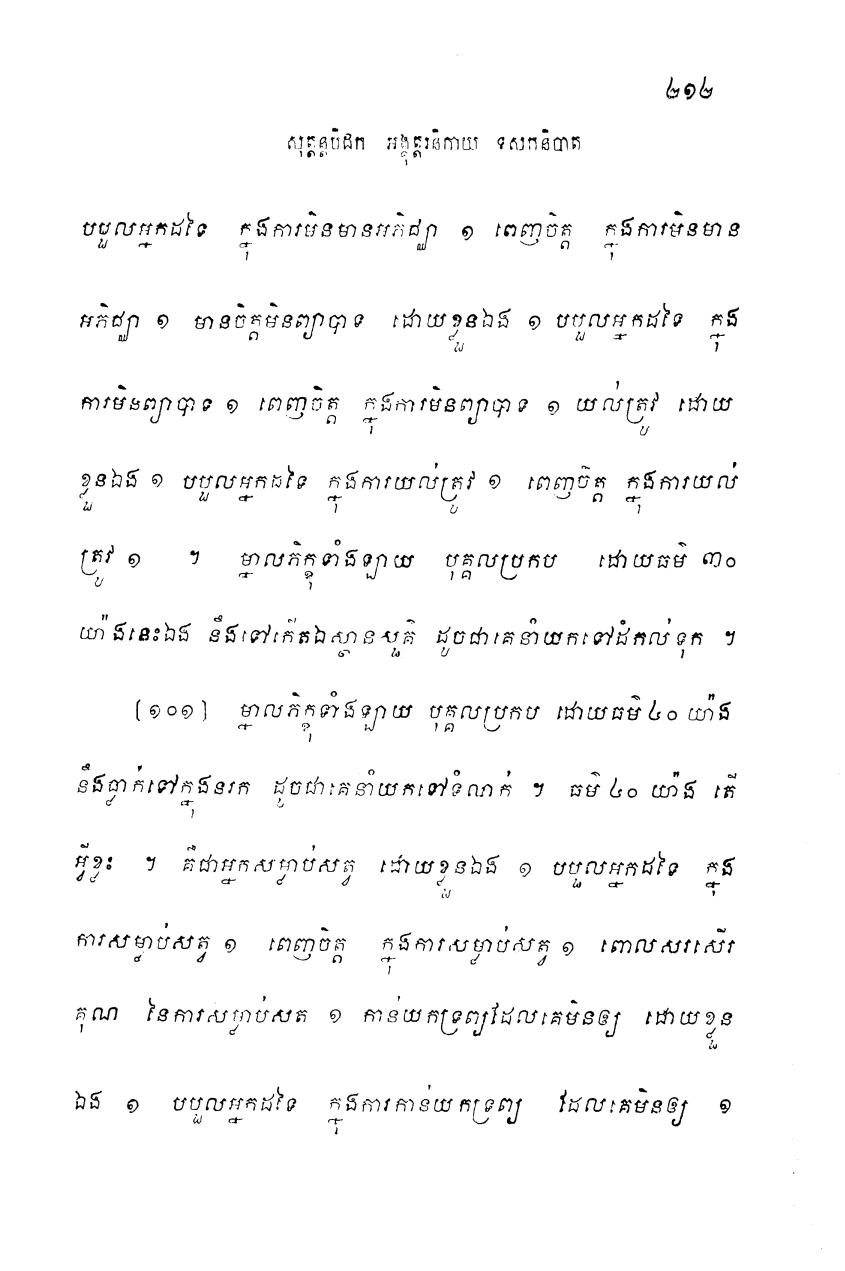 ២១២
សុត្តន្តបិដក អង្គុត្តរនិកាយ ទសកនិបាត
បបួលអ្នកដទៃ ក្នុងការមិនមានអភិជ្ឈា ១ ពេញចិត្ត ក្នុងការមិនមាន
អភិជ្ឈា ១ មានចិត្តមិនព្យាបាទ ដោយខ្លួនឯង ១ បបួលអ្នកដទៃ ក្នុង
ការមិនព្យាបាទ ១ ពេញចិត្ត ក្នុងការមិនព្យាបាទ ១ យល់ត្រូវ ដោយ
ខ្លួនឯង ១ បបួលអ្នកដទៃ ក្នុងការយល់ត្រូវ ១ ពេញចិត្ត ក្នុងការយល់
ត្រូវ ១ ។ ម្នាលភិក្ខុទាំងឡាយ បុគ្គលប្រកប ដោយធម៌ ៣០
យ៉ាងនេះឯង នឹងទៅកើតឯស្ថានសួគ៌ ដូចជាគេនាំយកទៅដំកល់ទុក ។
[១០១] ម្នាលភិក្ខុទាំងឡាយ បុគ្គលប្រកប ដោយធម៌ ៤០ យ៉ាង
នឹងធ្លាក់ទៅក្នុងនរក ដូចជាគេនាំយកទៅទំលាក់ ។ ធម៌ ៤០ យ៉ាង តើ
អ្វីខ្លះ ។ គឺជាអ្នកសម្លាប់សត្វ ដោយខ្លួនឯង ១ បបួលអ្នកដទៃ ក្នុង
ការសម្លាប់សត្វ ១ ពេញចិត្ត ក្នុងការសម្លាប់សត្វ ១ ពោលសរសើរ
គុណ នៃការសម្លាប់សត ១ កាន់យកទ្រព្យដែលគេមិនឲ្យ ដោយខ្លួន
ឯង ១ បបួលអ្នកដទៃ ក្នុងការកាន់យកទ្រព្យ ដែលគេមិនឲ្យ ១